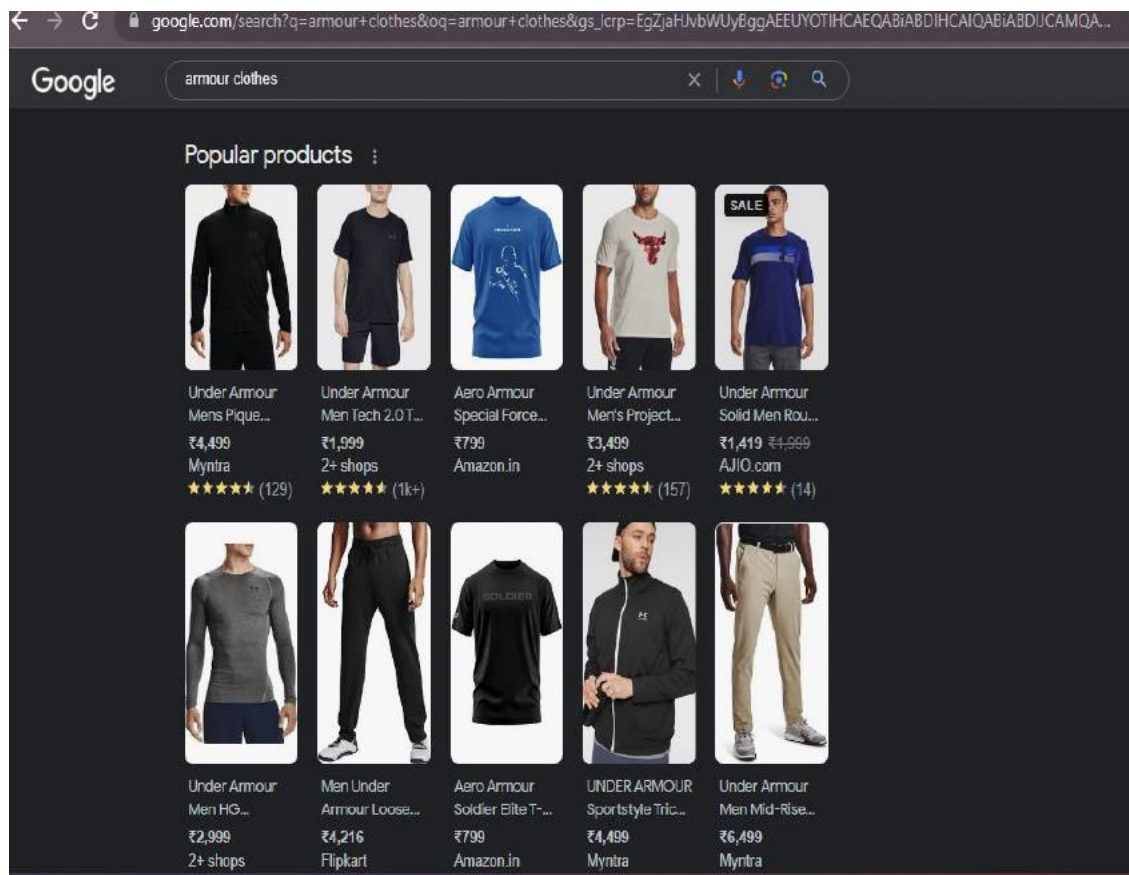 google.com/search?q=armour+clothes&oq=armour+clothes&gs_lcrp=EgZjaHJvbWUyBggAEEUYOTIHCAEQABiABDIHCAIQABiABDIJCAMQA...
Google
armour clothes
Popular products
SALE
Under Armour Under Armour Aero Armour Under Armour Under Armour
Mens Pique... Men Tech 2.0 T... Special Force... Men's Project... Solid Men Rou...
₹4,499 ₹1,999 ₹799 ₹3,499 ₹1,419 ₹1,999
Myntra 2+ shops Amazon.in 2+ shops AJIO.com
(129) (1k+) (157) (14)
SOLDIER
Under Armour Men Under Aero Armour UNDER ARMOUR Under Armour
Men HG... Armour Loose... Soldier Elite T-... Sportstyle Tric... Men Mid-Rise...
₹2,999 ₹4,216 ₹799 ₹4,499 ₹6,499
2+ shops Flipkart Amazon.in Myntra Myntra